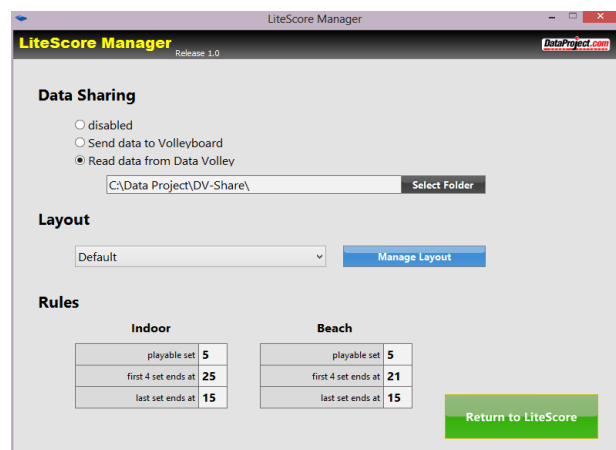 LiteScore Manager
LiteScore Manager Release 1.0
DataProject.com
Data Sharing
disabled
Send data to Volleyboard
Read data from Data Volley
C:\Data Project\DV-Share\ Select Folder
Layout
Default Manage Layout
Rules
Indoor Beach
playable set 5 playable set 5
first 4 set ends at 25 first 4 set ends at 21
last set ends at 15 last set ends at 15
Return to LiteScore